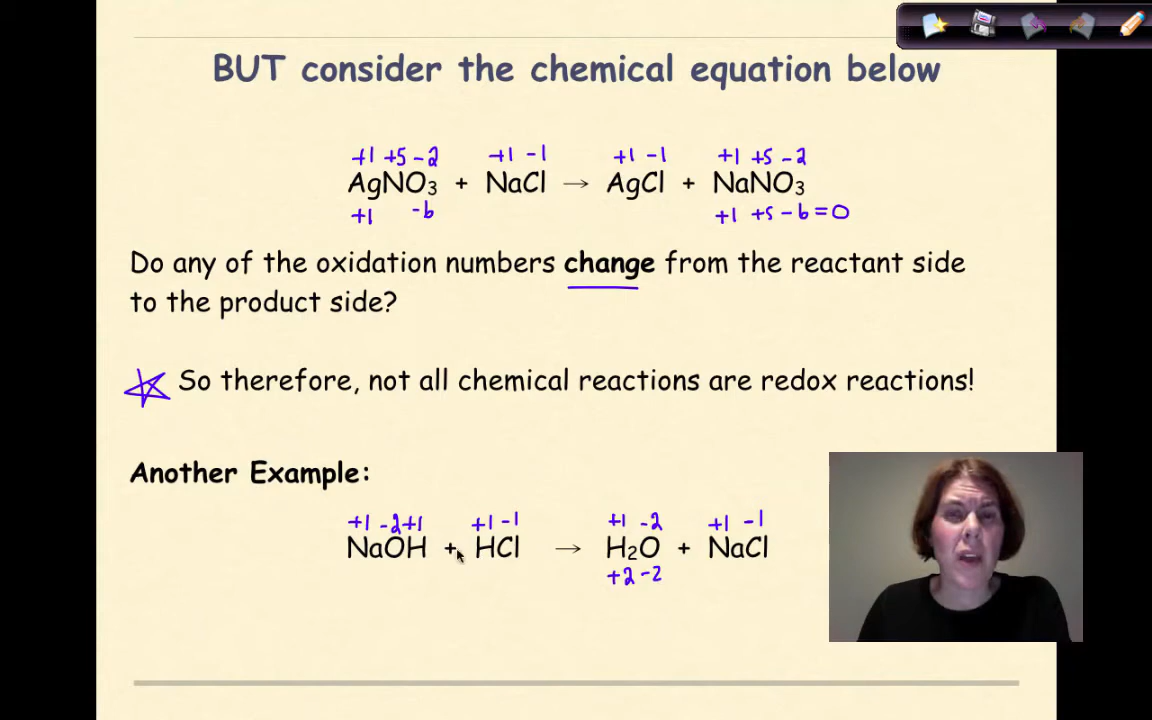 BUT consider the chemical equation below
+1 +5 -2 +1 -1 +1 -1 +1 +5 -2
AgNO₃ + NaCl → AgCl + NaNO₃
+1 -6 +1 +5 -6 = 0
Do any of the oxidation numbers change from the reactant side
to the product side?
So therefore, not all chemical reactions are redox reactions!
Another Example:
+1 -2 +1 +1 -1 +1 -2 +1 -1
NaOH + HCl → H₂O + NaCl
+2 -2